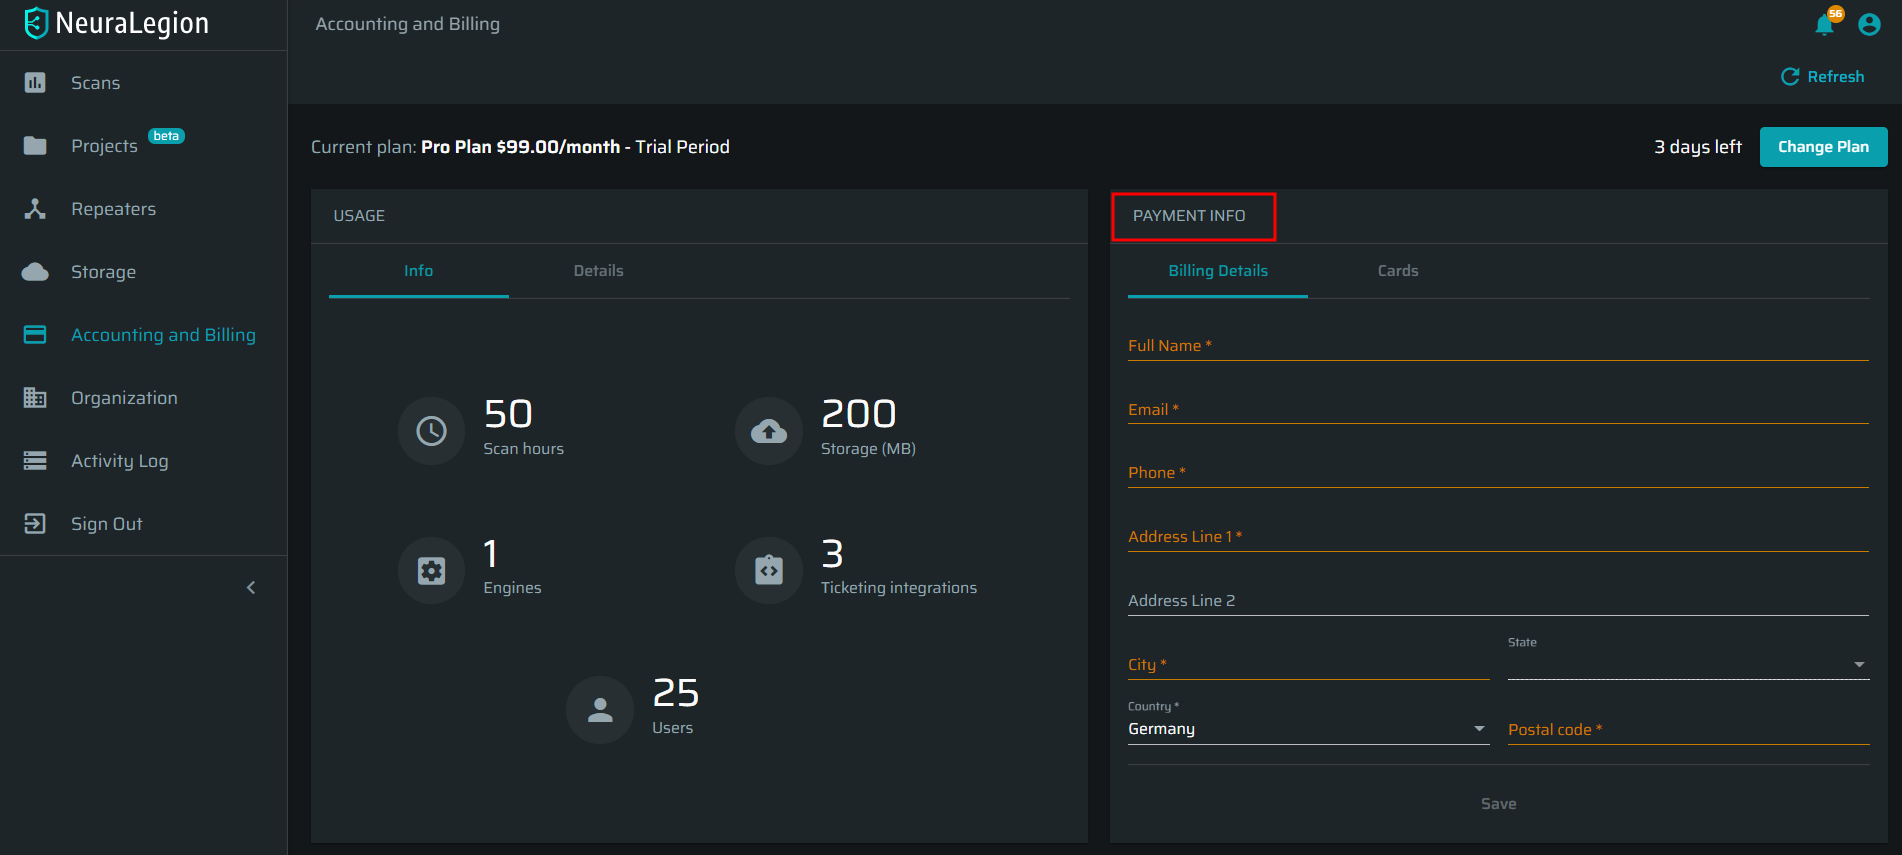 NeuraLegion
Accounting and Billing
56
Refresh
Scans
Projects beta
Repeaters
Storage
Accounting and Billing
Organization
Activity Log
Sign Out
Current plan: Pro Plan $99.00/month - Trial Period
3 days left
Change Plan
USAGE
Info Details
50
Scan hours
200
Storage (MB)
1
Engines
3
Ticketing integrations
25
Users
PAYMENT INFO
Billing Details Cards
Full Name *
Email *
Phone *
Address Line 1 *
Address Line 2
City *
State
Country *
Germany
Postal code *
Save